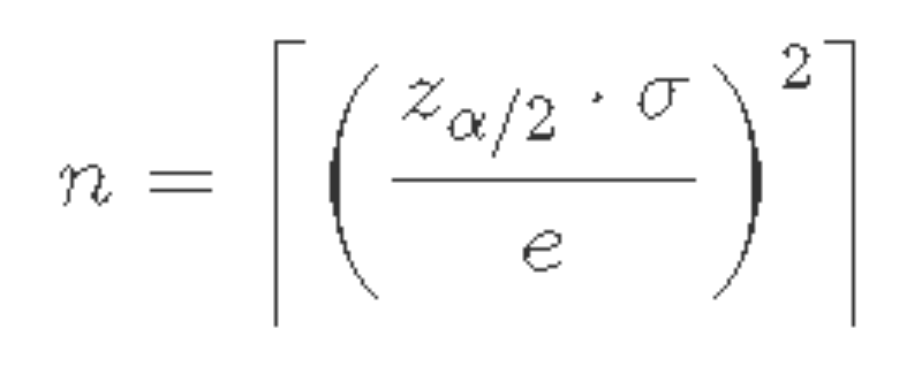 n = ⌈((z_{α/2} · σ) / e)^2⌉